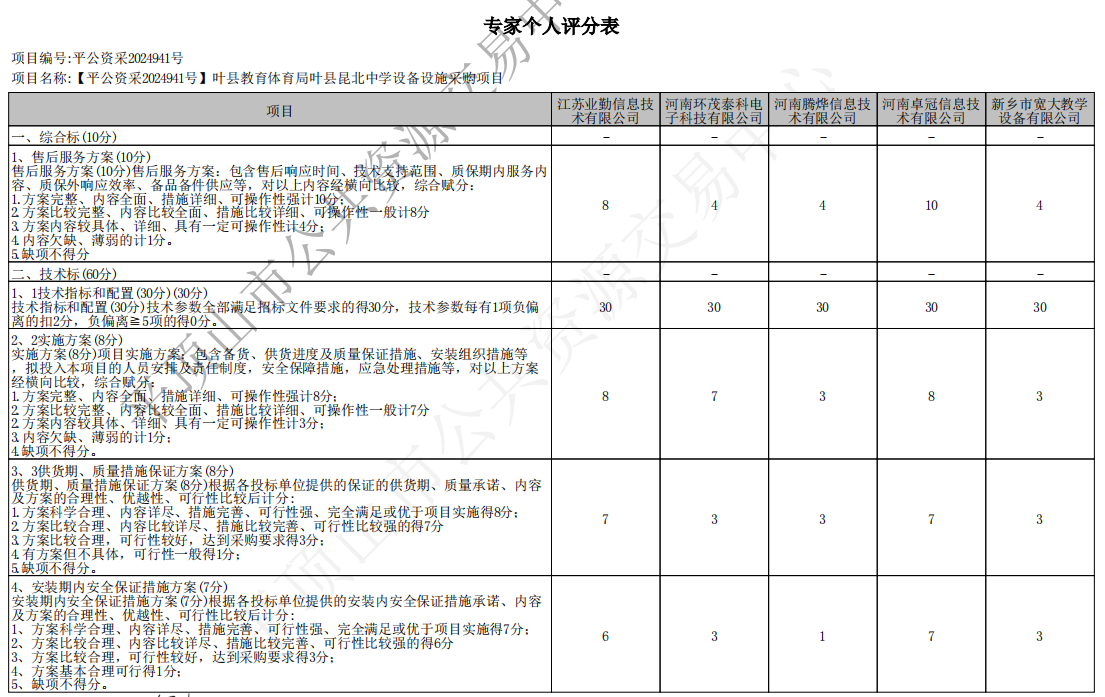 专家个人评分表
项目编号:平公资采2024941号
项目名称:【平公资采2024941号】叶县教育体育局叶县昆北中学设备设施采购项目
项目 江苏业勤信息技术有限公司 河南环茂泰科电子科技有限公司 河南腾烨信息技术有限公司 河南卓冠信息技术有限公司 新乡市宽大教学设备有限公司
一、综合标(10分) – – – – –
1、售后服务方案(10分)
售后服务方案(10分)售后服务方案：包含售后响应时间、技术支持范围、质保期内服务内
容、质保外响应效率、备品备件供应等，对以上内容经横向比较，综合赋分：
1.方案完整、内容全面、措施详细、可操作性强计10分；
2.方案比较完整、内容比较全面、措施比较详细、可操作性一般计8分
3.方案内容较具体、详细、具有一定可操作性计4分；
4.内容欠缺、薄弱的计1分。
5.缺项不得分
8 4 4 10 4
二、技术标(60分) – – – – –
1、1技术指标和配置(30分)(30分)
技术指标和配置(30分)技术参数全部满足招标文件要求的得30分，技术参数每有1项负偏
离的扣2分，负偏离≧5项的得0分。
30 30 30 30 30
2、2实施方案(8分)
实施方案(8分)项目实施方案：包含备货、供货进度及质量保证措施、安装组织措施等
，拟投入本项目的人员安排及责任制度，安全保障措施，应急处理措施等，对以上方案
经横向比较，综合赋分：
1.方案完整、内容全面、措施详细、可操作性强计8分；
2.方案比较完整、内容比较全面、措施比较详细、可操作性一般计7分
2.方案内容较具体、详细、具有一定可操作性计3分；
3.内容欠缺、薄弱的计1分；
4.缺项不得分。
8 7 3 8 3
3、3供货期、质量措施保证方案(8分)
供货期、质量措施保证方案(8分)根据各投标单位提供的保证的供货期、质量承诺、内容
及方案的合理性、优越性、可行性比较后计分:
1.方案科学合理、内容详尽、措施完善、可行性强、完全满足或优于项目实施得8分；
2.方案比较合理、内容比较详尽、措施比较完善、可行性比较强的得7分
3.方案比较合理，可行性较好，达到采购要求得3分；
4.有方案但不具体，可行性一般得1分；
5.缺项不得分。
7 3 3 7 3
4、安装期内安全保证措施方案(7分)
安装期内安全保证措施方案(7分)根据各投标单位提供的安装内安全保证措施承诺、内容
及方案的合理性、优越性、可行性比较后计分:
1、方案科学合理、内容详尽、措施完善、可行性强、完全满足或优于项目实施得7分；
2、方案比较合理、内容比较详尽、措施比较完善、可行性比较强的得6分
3、方案比较合理，可行性较好，达到采购要求得3分；
4、方案基本合理可行得1分；
5、缺项不得分。
6 3 1 7 3
平顶山市公共资源交易中
顶山市公共资源交易中心